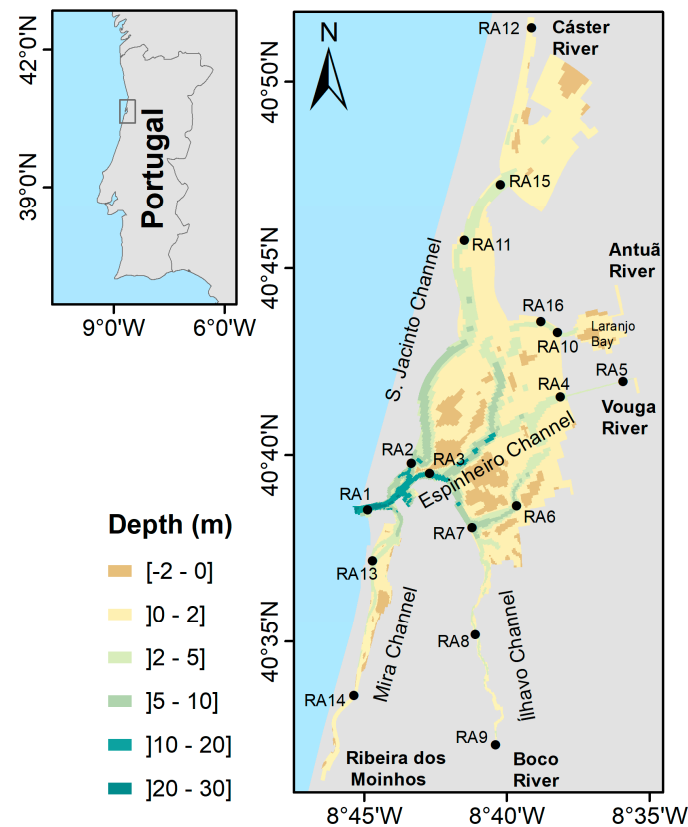 42°0'N
39°0'N
Portugal
9°0'W
6°0'W
N
40°50'N
40°45'N
40°40'N
40°35'N
8°45'W
8°40'W
8°35'W
RA12
Cáster
River
RA15
RA11
Antuã
River
S. Jacinto Channel
RA16
RA10
Laranjo
Bay
RA5
RA4
Vouga
River
RA2
RA3
Espinheiro Channel
RA1
RA6
RA7
RA13
Mira Channel
RA8
Ílhavo Channel
RA14
RA9
Ribeira dos
Moinhos
Boco
River
Depth (m)
[-2 - 0]
]0 - 2]
]2 - 5]
]5 - 10]
]10 - 20]
]20 - 30]